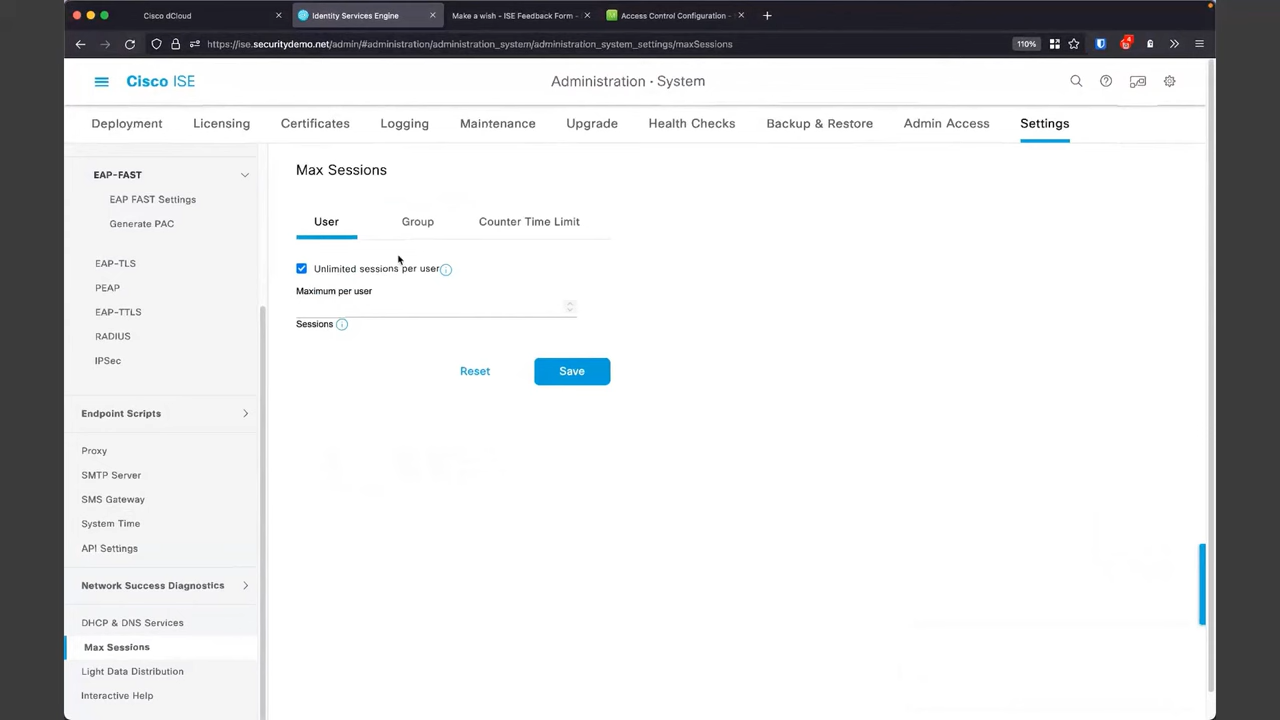 Cisco dCloud
Identity Services Engine
Make a wish - ISE Feedback Form -
Access Control Configuration -
https://ise.securitydemo.net/admin/#administration/administration_system/administration_system_settings/maxSessions
110%
4
Cisco ISE
Administration · System
Deployment
Licensing
Certificates
Logging
Maintenance
Upgrade
Health Checks
Backup & Restore
Admin Access
Settings
EAP-FAST
EAP FAST Settings
Generate PAC
EAP-TLS
PEAP
EAP-TTLS
RADIUS
IPSec
Endpoint Scripts
Proxy
SMTP Server
SMS Gateway
System Time
API Settings
Network Success Diagnostics
DHCP & DNS Services
Max Sessions
Light Data Distribution
Interactive Help
Max Sessions
User
Group
Counter Time Limit
Unlimited sessions per user
Maximum per user
Sessions
Reset
Save